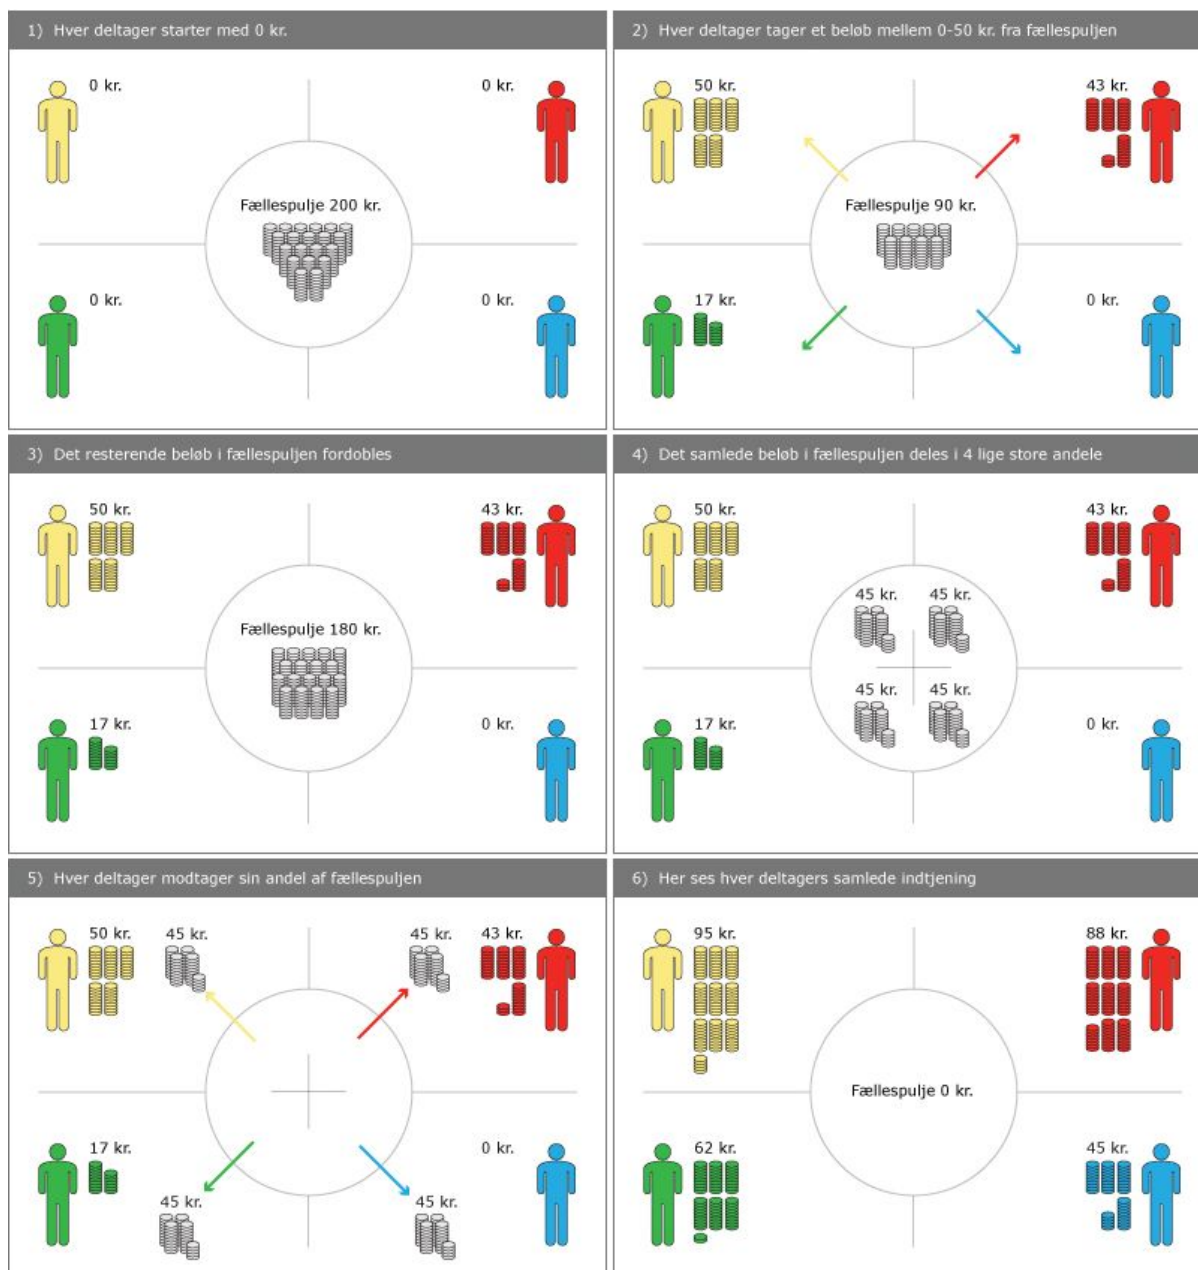 1) Hver deltager starter med 0 kr.
0 kr.
0 kr.
Fællespulje 200 kr.
0 kr.
0 kr.
2) Hver deltager tager et beløb mellem 0-50 kr. fra fællespuljen
50 kr.
43 kr.
Fællespulje 90 kr.
17 kr.
0 kr.
3) Det resterende beløb i fællespuljen fordobles
50 kr.
43 kr.
Fællespulje 180 kr.
17 kr.
0 kr.
4) Det samlede beløb i fællespuljen deles i 4 lige store andele
50 kr.
43 kr.
45 kr.
45 kr.
45 kr.
45 kr.
17 kr.
0 kr.
5) Hver deltager modtager sin andel af fællespuljen
50 kr.
45 kr.
45 kr.
43 kr.
17 kr.
0 kr.
45 kr.
45 kr.
6) Her ses hver deltagers samlede indtjening
95 kr.
88 kr.
Fællespulje 0 kr.
62 kr.
45 kr.